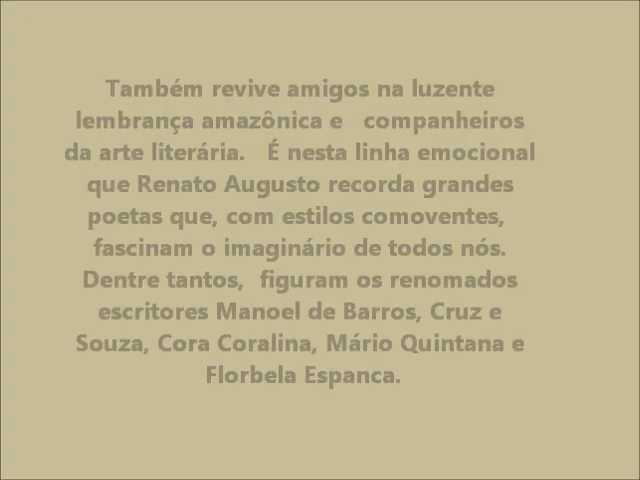 Também revive amigos na luzente
lembrança amazônica e companheiros
da arte literária. É nesta linha emocional
que Renato Augusto recorda grandes
poetas que, com estilos comoventes,
fascinam o imaginário de todos nós.
Dentre tantos, figuram os renomados
escritores Manoel de Barros, Cruz e
Souza, Cora Coralina, Mário Quintana e
Florbela Espanca.